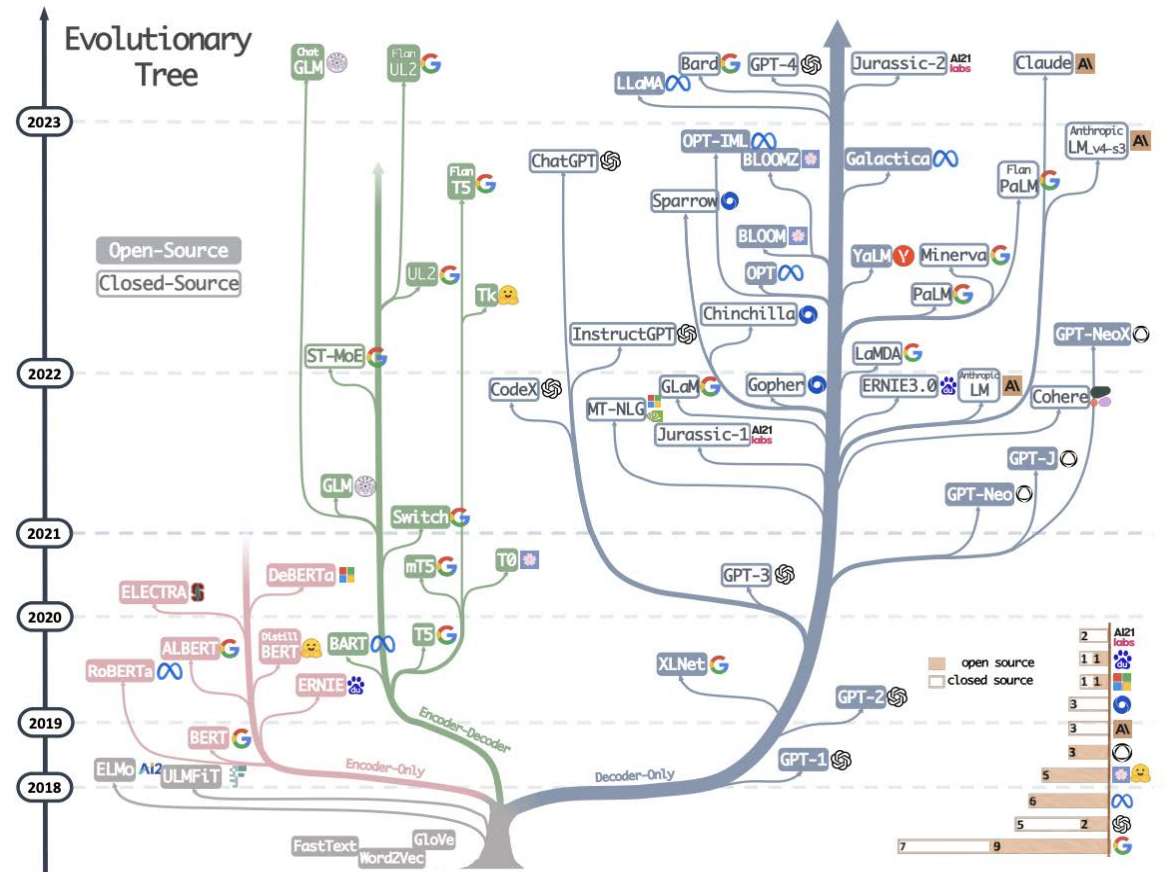 Evolutionary
Tree
2023
2022
2021
2020
2019
2018
Open-Source
Closed-Source
Chat
GLM
Flan
UL2
Flan
T5
UL2
Tk
ST-MoE
GLM
Switch
mT5
T0
BART
T5
Encoder-Decoder
DeBERTa
ELECTRA
ALBERT
Distill
BERT
RoBERTa
ERNIE
BERT
Encoder-Only
ELMo
Ai2
ULMFiT
FastText
Word2Vec
GloVe
Bard
GPT-4
Jurassic-2
AI21
labs
Claude
A\
LLaMA
OPT-IML
BLOOMZ
Galactica
Anthropic
LM_v4-s3
A\
ChatGPT
Flan
PaLM
Sparrow
BLOOM
YaLM
Minerva
OPT
PaLM
Chinchilla
InstructGPT
GPT-NeoX
LaMDA
CodeX
GLaM
Gopher
ERNIE3.0
du
Anthropic
LM
A\
Cohere
MT-NLG
Jurassic-1
AI21
labs
GPT-J
GPT-Neo
GPT-3
XLNet
GPT-2
GPT-1
Decoder-Only
open source
closed source
2
AI21
labs
1 1
du
1 1
3
3
A\
3
5
6
5 2
7 9